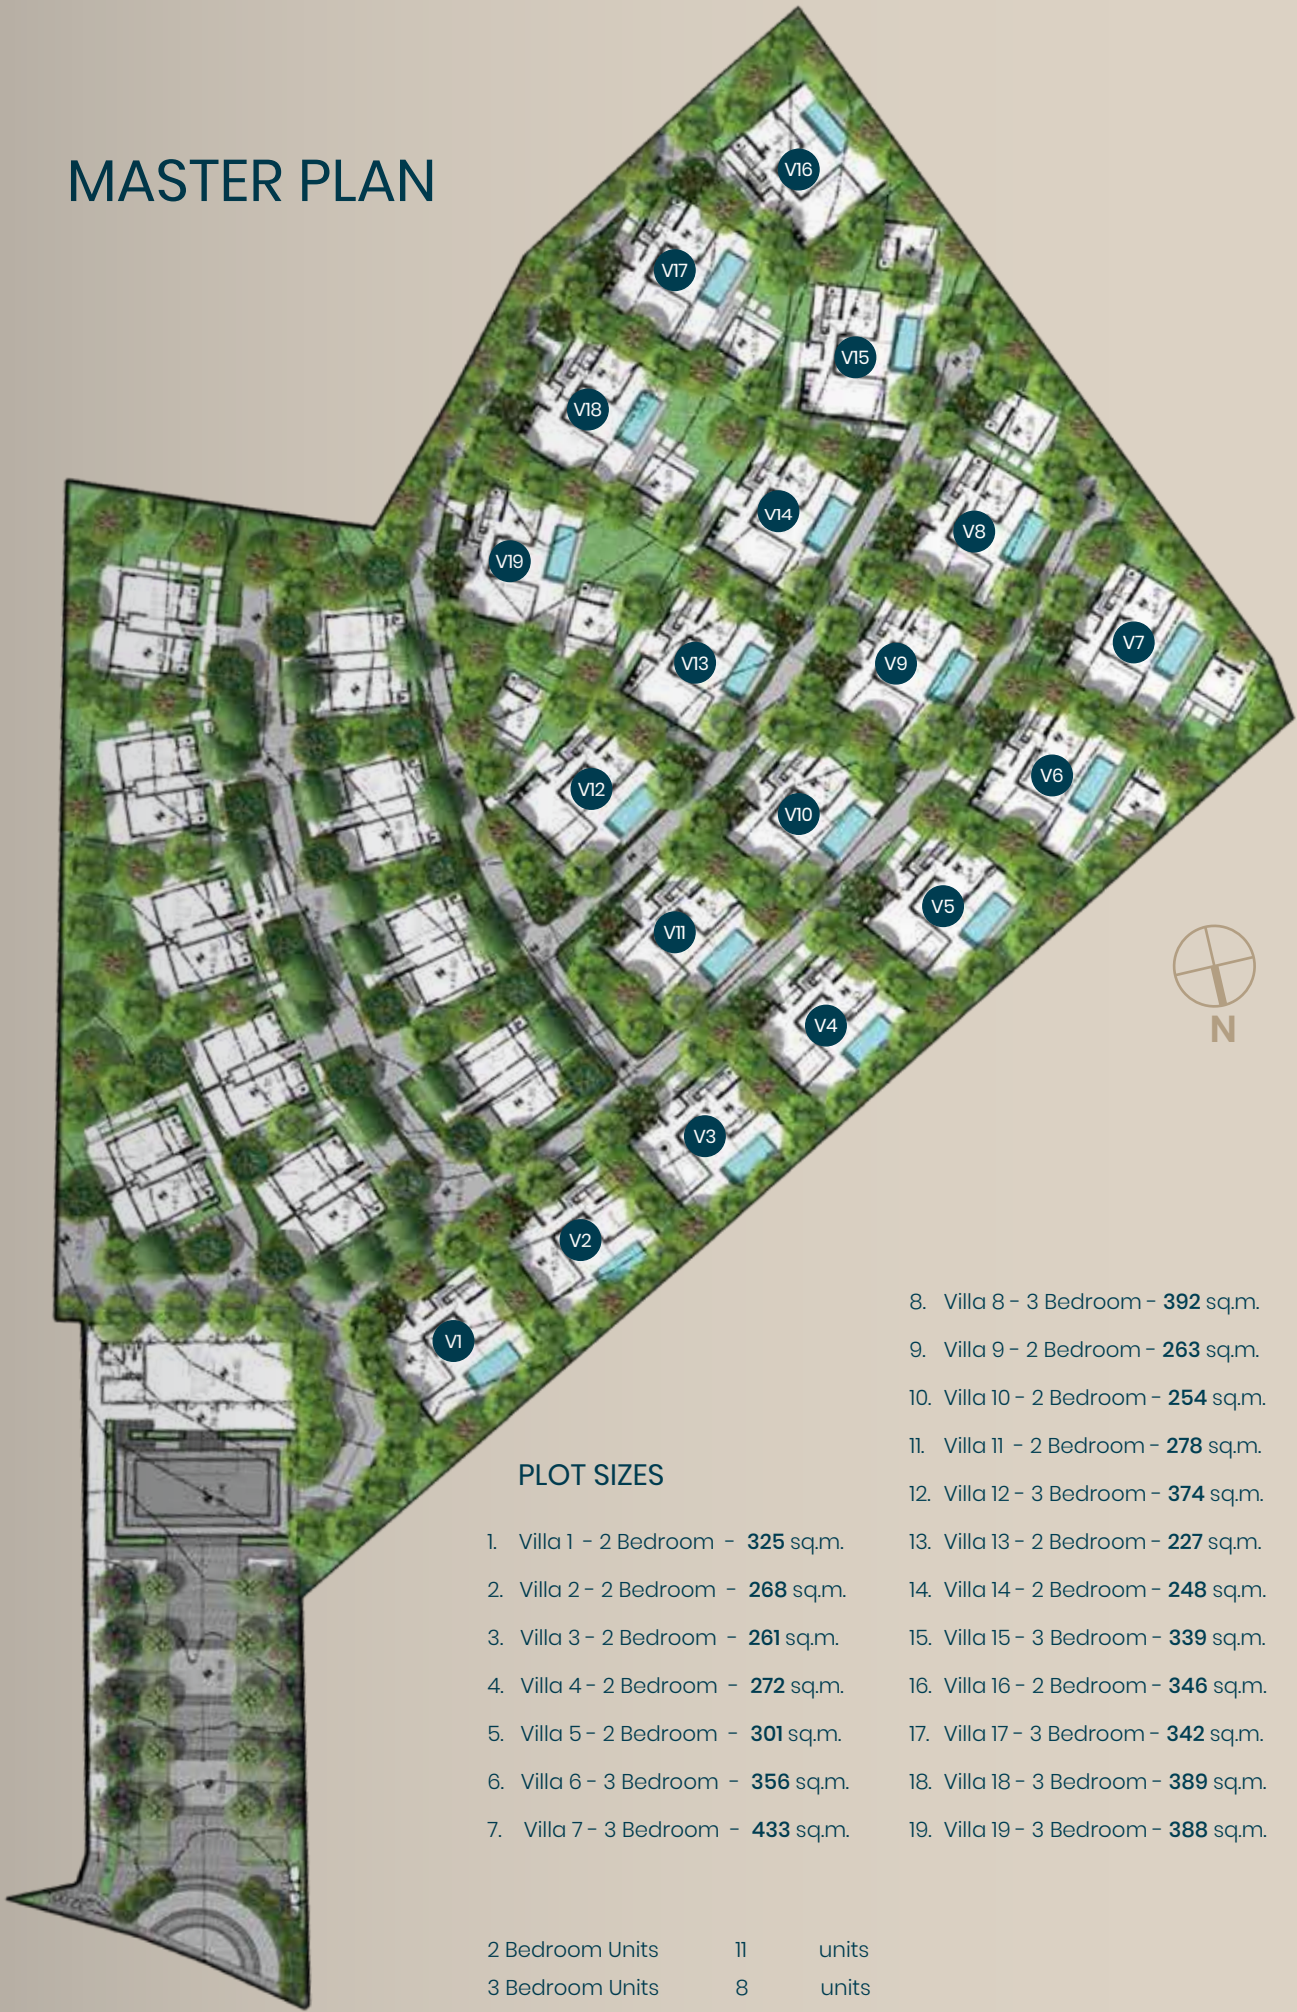 MASTER PLAN
V16
V17
V15
V18
V14
V8
V19
V7
V13
V9
V6
V12
V10
V5
V11
V4
V3
V2
V1
N
PLOT SIZES
1. Villa 1 - 2 Bedroom - 325 sq.m.
2. Villa 2 - 2 Bedroom - 268 sq.m.
3. Villa 3 - 2 Bedroom - 261 sq.m.
4. Villa 4 - 2 Bedroom - 272 sq.m.
5. Villa 5 - 2 Bedroom - 301 sq.m.
6. Villa 6 - 3 Bedroom - 356 sq.m.
7. Villa 7 - 3 Bedroom - 433 sq.m.
8. Villa 8 - 3 Bedroom - 392 sq.m.
9. Villa 9 - 2 Bedroom - 263 sq.m.
10. Villa 10 - 2 Bedroom - 254 sq.m.
11. Villa 11 - 2 Bedroom - 278 sq.m.
12. Villa 12 - 3 Bedroom - 374 sq.m.
13. Villa 13 - 2 Bedroom - 227 sq.m.
14. Villa 14 - 2 Bedroom - 248 sq.m.
15. Villa 15 - 3 Bedroom - 339 sq.m.
16. Villa 16 - 2 Bedroom - 346 sq.m.
17. Villa 17 - 3 Bedroom - 342 sq.m.
18. Villa 18 - 3 Bedroom - 389 sq.m.
19. Villa 19 - 3 Bedroom - 388 sq.m.
2 Bedroom Units 11 units
3 Bedroom Units 8 units